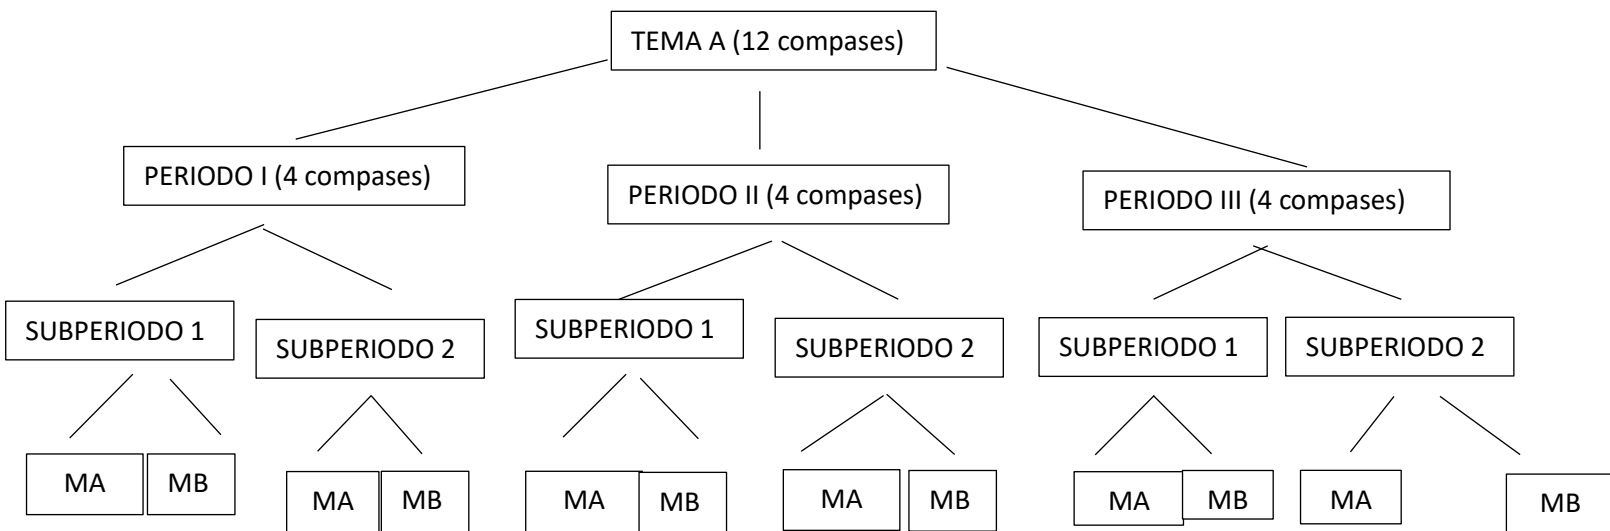 TEMA A (12 compases)
PERIODO I (4 compases)
PERIODO II (4 compases)
PERIODO III (4 compases)
SUBPERIODO 1
SUBPERIODO 2
SUBPERIODO 1
SUBPERIODO 2
SUBPERIODO 1
SUBPERIODO 2
MA
MB
MA
MB
MA
MB
MA
MB
MA
MB
MA
MB